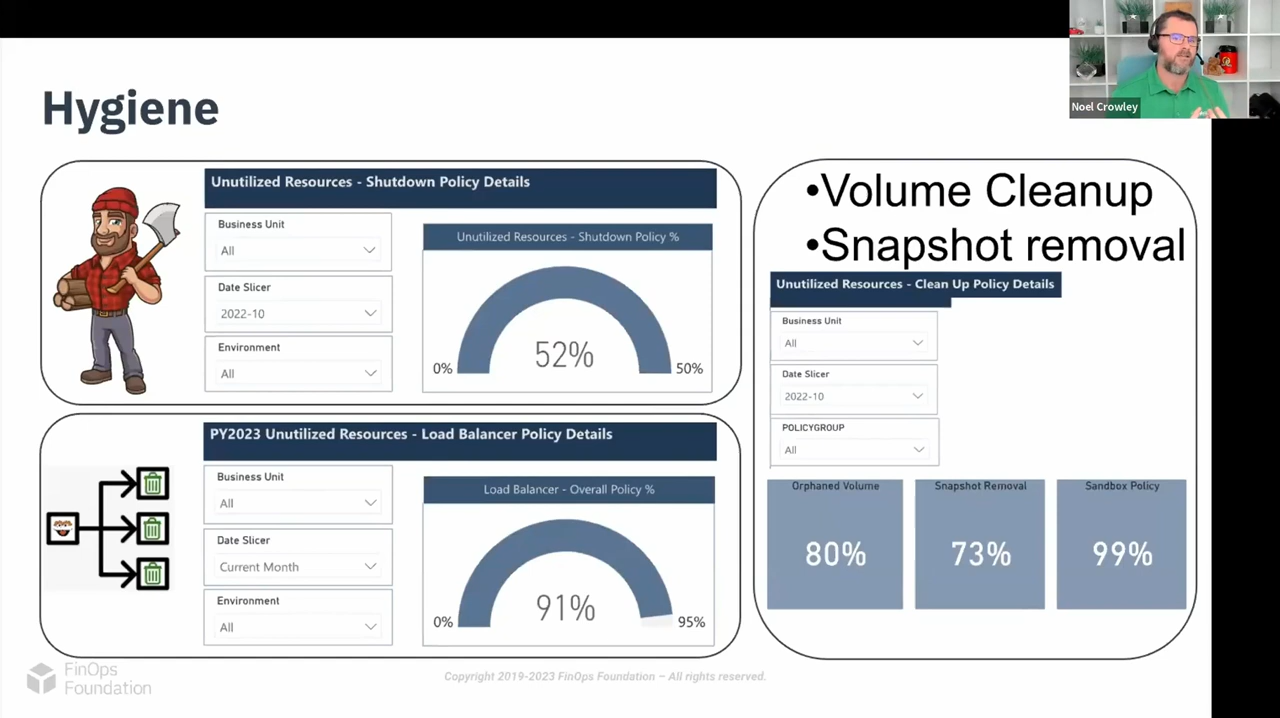 Noel Crowley
Hygiene
Unutilized Resources - Shutdown Policy Details
Business Unit
All
Date Slicer
2022-10
Environment
All
Unutilized Resources - Shutdown Policy %
52%
0%
50%
PY2023 Unutilized Resources - Load Balancer Policy Details
Business Unit
All
Date Slicer
Current Month
Environment
All
Load Balancer - Overall Policy %
91%
0%
95%
•Volume Cleanup
•Snapshot removal
Unutilized Resources - Clean Up Policy Details
Business Unit
All
Date Slicer
2022-10
POLICYGROUP
All
Orphaned Volume
80%
Snapshot Removal
73%
Sandbox Policy
99%
FinOps
Foundation
Copyright 2019-2023 FinOps Foundation – All rights reserved.